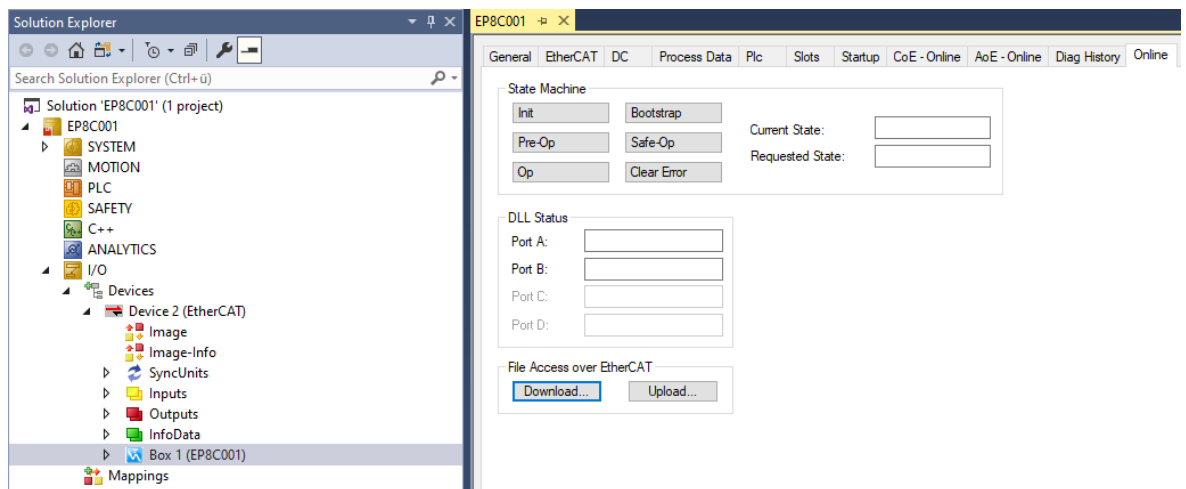 Solution Explorer
Search Solution Explorer (Ctrl+ü)
Solution 'EP8C001' (1 project)
EP8C001
SYSTEM
MOTION
PLC
SAFETY
C++
ANALYTICS
I/O
Devices
Device 2 (EtherCAT)
Image
Image-Info
SyncUnits
Inputs
Outputs
InfoData
Box 1 (EP8C001)
Mappings
EP8C001
General EtherCAT DC Process Data Plc Slots Startup CoE - Online AoE - Online Diag History Online
State Machine
Init Bootstrap
Pre-Op Safe-Op
Op Clear Error
Current State:
Requested State:
DLL Status
Port A:
Port B:
Port C:
Port D:
File Access over EtherCAT
Download... Upload...